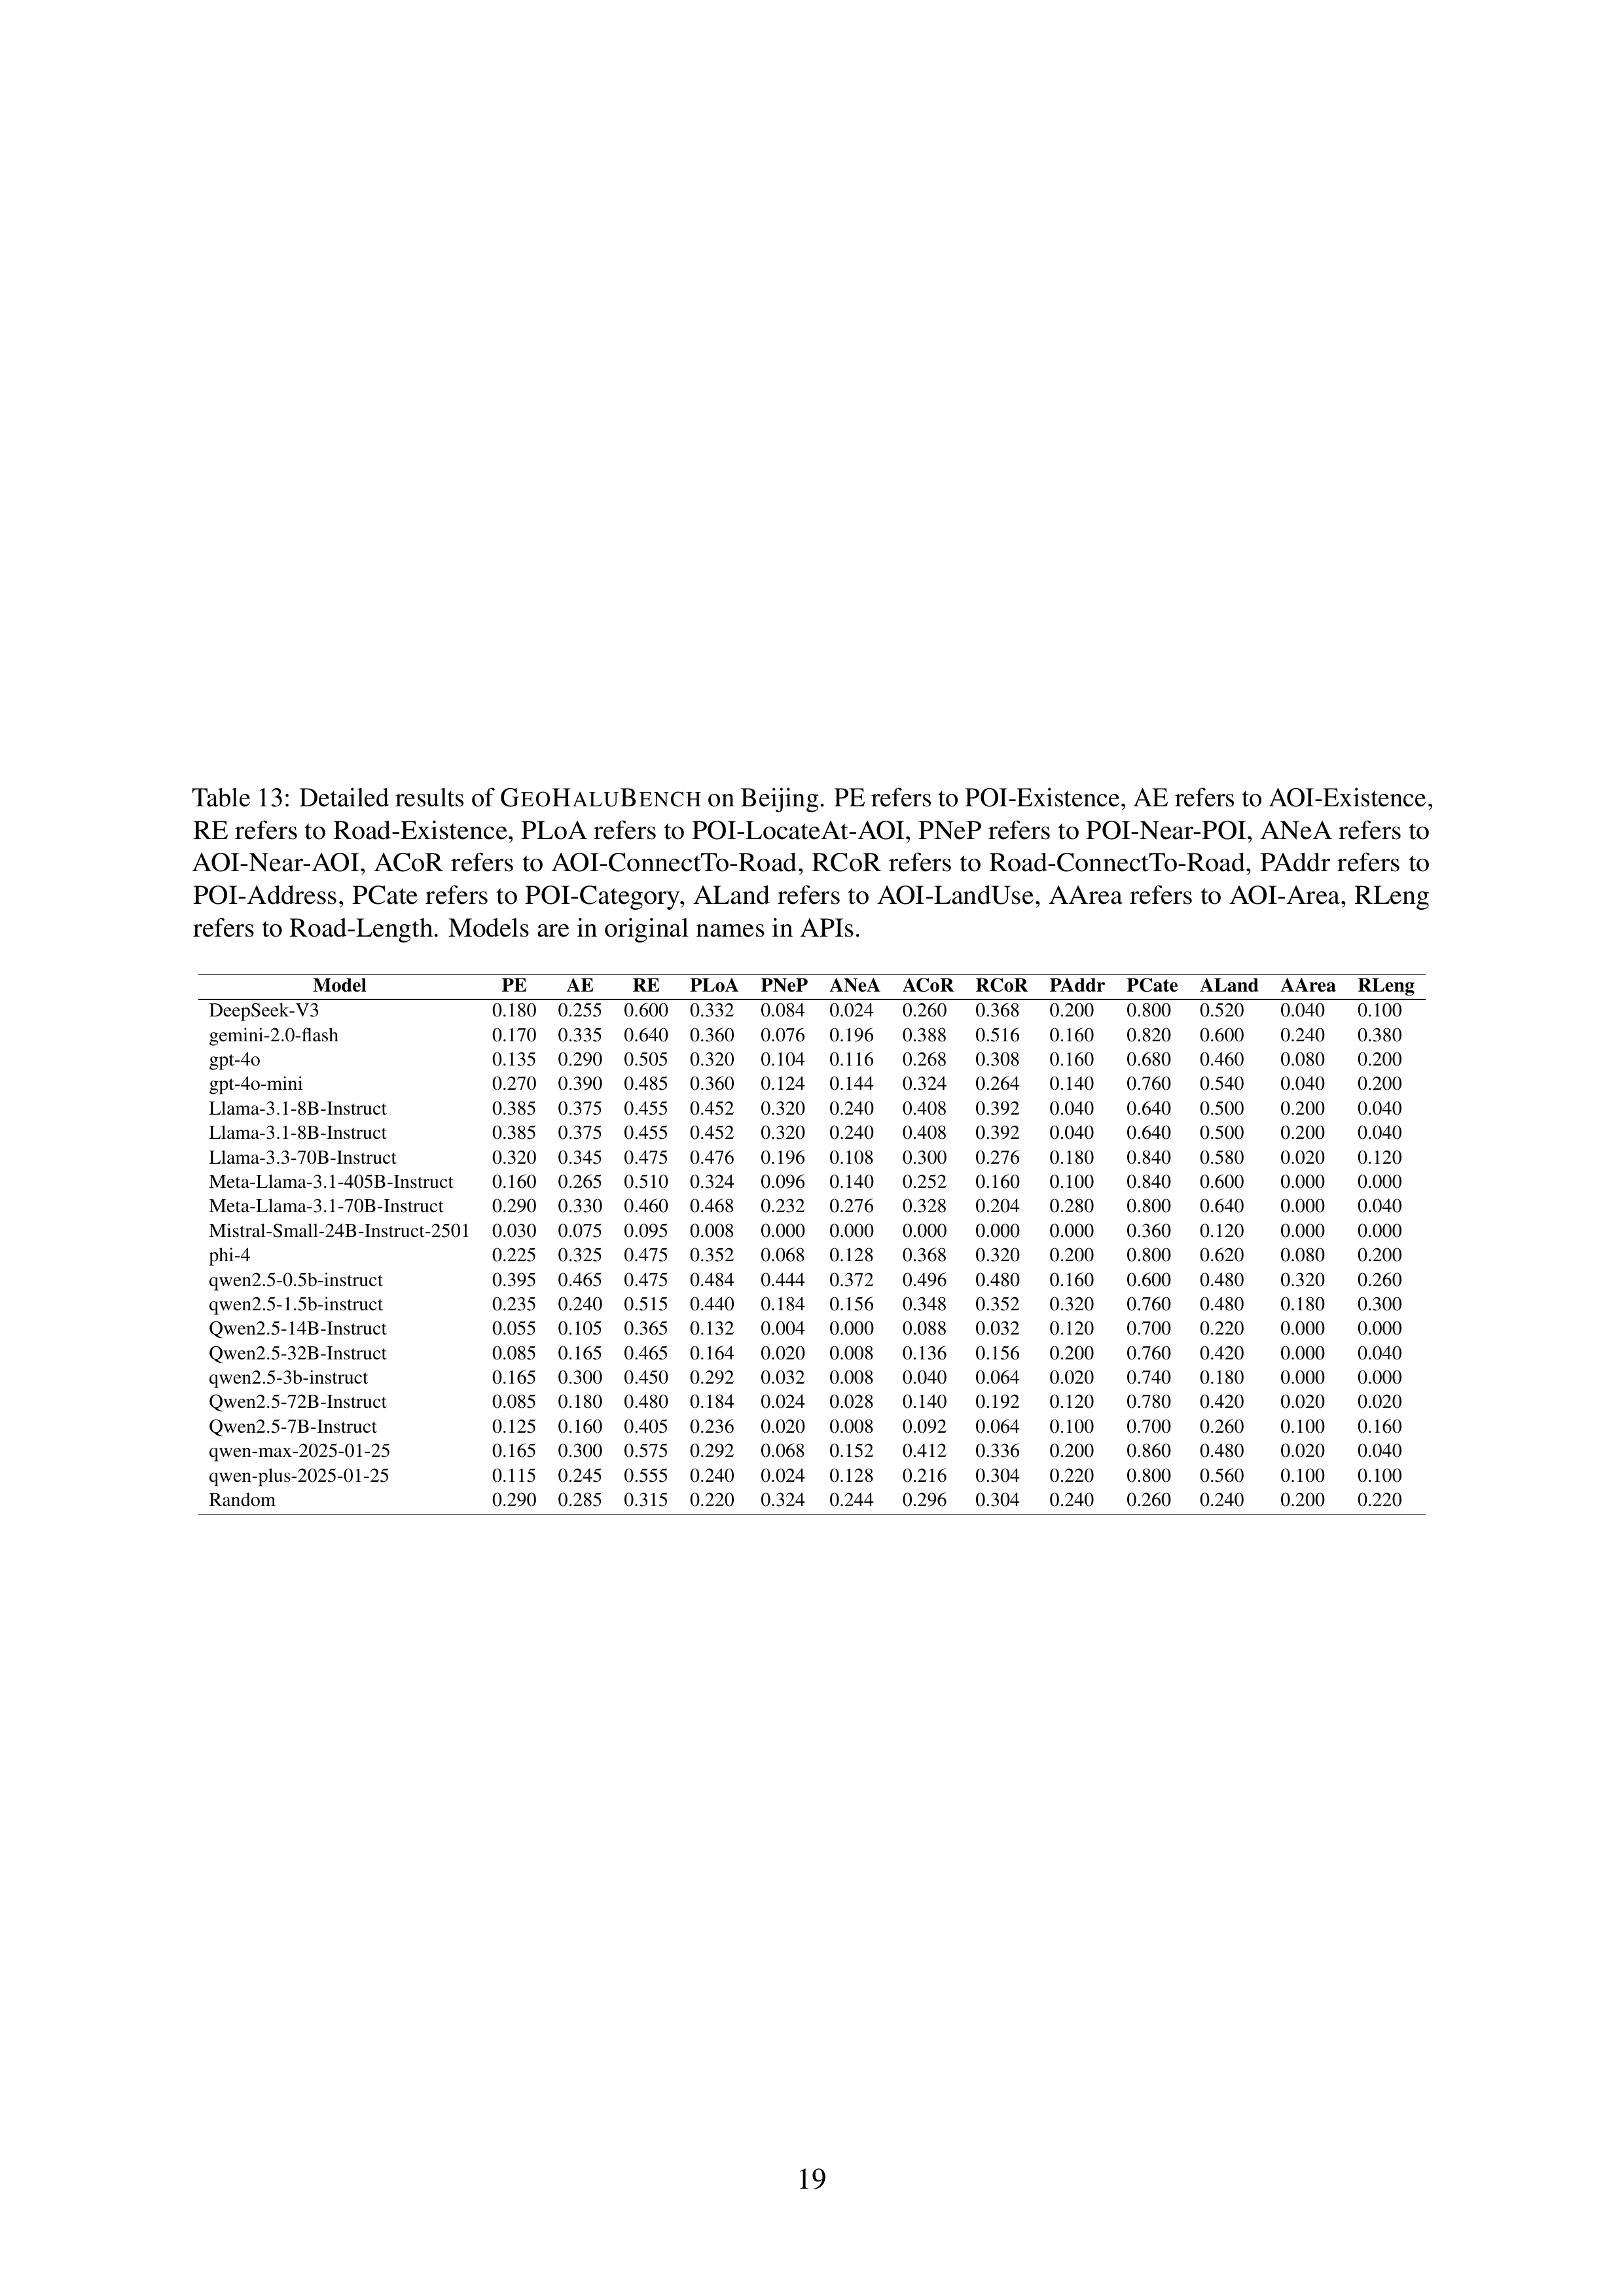 Table 13: Detailed results of GEOHALUBENCH on Beijing. PE refers to POI-Existence, AE refers to AOI-Existence,
RE refers to Road-Existence, PLoA refers to POI-LocateAt-AOI, PNeP refers to POI-Near-POI, ANeA refers to
AOI-Near-AOI, ACoR refers to AOI-ConnectTo-Road, RCoR refers to Road-ConnectTo-Road, PAddr refers to
POI-Address, PCate refers to POI-Category, ALand refers to AOI-LandUse, AArea refers to AOI-Area, RLeng
refers to Road-Length. Models are in original names in APIs.
Model PE AE RE PLoA PNeP ANeA ACoR RCoR PAddr PCate ALand AArea RLeng
DeepSeek-V3 0.180 0.255 0.600 0.332 0.084 0.024 0.260 0.368 0.200 0.800 0.520 0.040 0.100
gemini-2.0-flash 0.170 0.335 0.640 0.360 0.076 0.196 0.388 0.516 0.160 0.820 0.600 0.240 0.380
gpt-4o 0.135 0.290 0.505 0.320 0.104 0.116 0.268 0.308 0.160 0.680 0.460 0.080 0.200
gpt-4o-mini 0.270 0.390 0.485 0.360 0.124 0.144 0.324 0.264 0.140 0.760 0.540 0.040 0.200
Llama-3.1-8B-Instruct 0.385 0.375 0.455 0.452 0.320 0.240 0.408 0.392 0.040 0.640 0.500 0.200 0.040
Llama-3.1-8B-Instruct 0.385 0.375 0.455 0.452 0.320 0.240 0.408 0.392 0.040 0.640 0.500 0.200 0.040
Llama-3.3-70B-Instruct 0.320 0.345 0.475 0.476 0.196 0.108 0.300 0.276 0.180 0.840 0.580 0.020 0.120
Meta-Llama-3.1-405B-Instruct 0.160 0.265 0.510 0.324 0.096 0.140 0.252 0.160 0.100 0.840 0.600 0.000 0.000
Meta-Llama-3.1-70B-Instruct 0.290 0.330 0.460 0.468 0.232 0.276 0.328 0.204 0.280 0.800 0.640 0.000 0.040
Mistral-Small-24B-Instruct-2501 0.030 0.075 0.095 0.008 0.000 0.000 0.000 0.000 0.000 0.360 0.120 0.000 0.000
phi-4 0.225 0.325 0.475 0.352 0.068 0.128 0.368 0.320 0.200 0.800 0.620 0.080 0.200
qwen2.5-0.5b-instruct 0.395 0.465 0.475 0.484 0.444 0.372 0.496 0.480 0.160 0.600 0.480 0.320 0.260
qwen2.5-1.5b-instruct 0.235 0.240 0.515 0.440 0.184 0.156 0.348 0.352 0.320 0.760 0.480 0.180 0.300
Qwen2.5-14B-Instruct 0.055 0.105 0.365 0.132 0.004 0.000 0.088 0.032 0.120 0.700 0.220 0.000 0.000
Qwen2.5-32B-Instruct 0.085 0.165 0.465 0.164 0.020 0.008 0.136 0.156 0.200 0.760 0.420 0.000 0.040
qwen2.5-3b-instruct 0.165 0.300 0.450 0.292 0.032 0.008 0.040 0.064 0.020 0.740 0.180 0.000 0.000
Qwen2.5-72B-Instruct 0.085 0.180 0.480 0.184 0.024 0.028 0.140 0.192 0.120 0.780 0.420 0.020 0.020
Qwen2.5-7B-Instruct 0.125 0.160 0.405 0.236 0.020 0.008 0.092 0.064 0.100 0.700 0.260 0.100 0.160
qwen-max-2025-01-25 0.165 0.300 0.575 0.292 0.068 0.152 0.412 0.336 0.200 0.860 0.480 0.020 0.040
qwen-plus-2025-01-25 0.115 0.245 0.555 0.240 0.024 0.128 0.216 0.304 0.220 0.800 0.560 0.100 0.100
Random 0.290 0.285 0.315 0.220 0.324 0.244 0.296 0.304 0.240 0.260 0.240 0.200 0.220
19